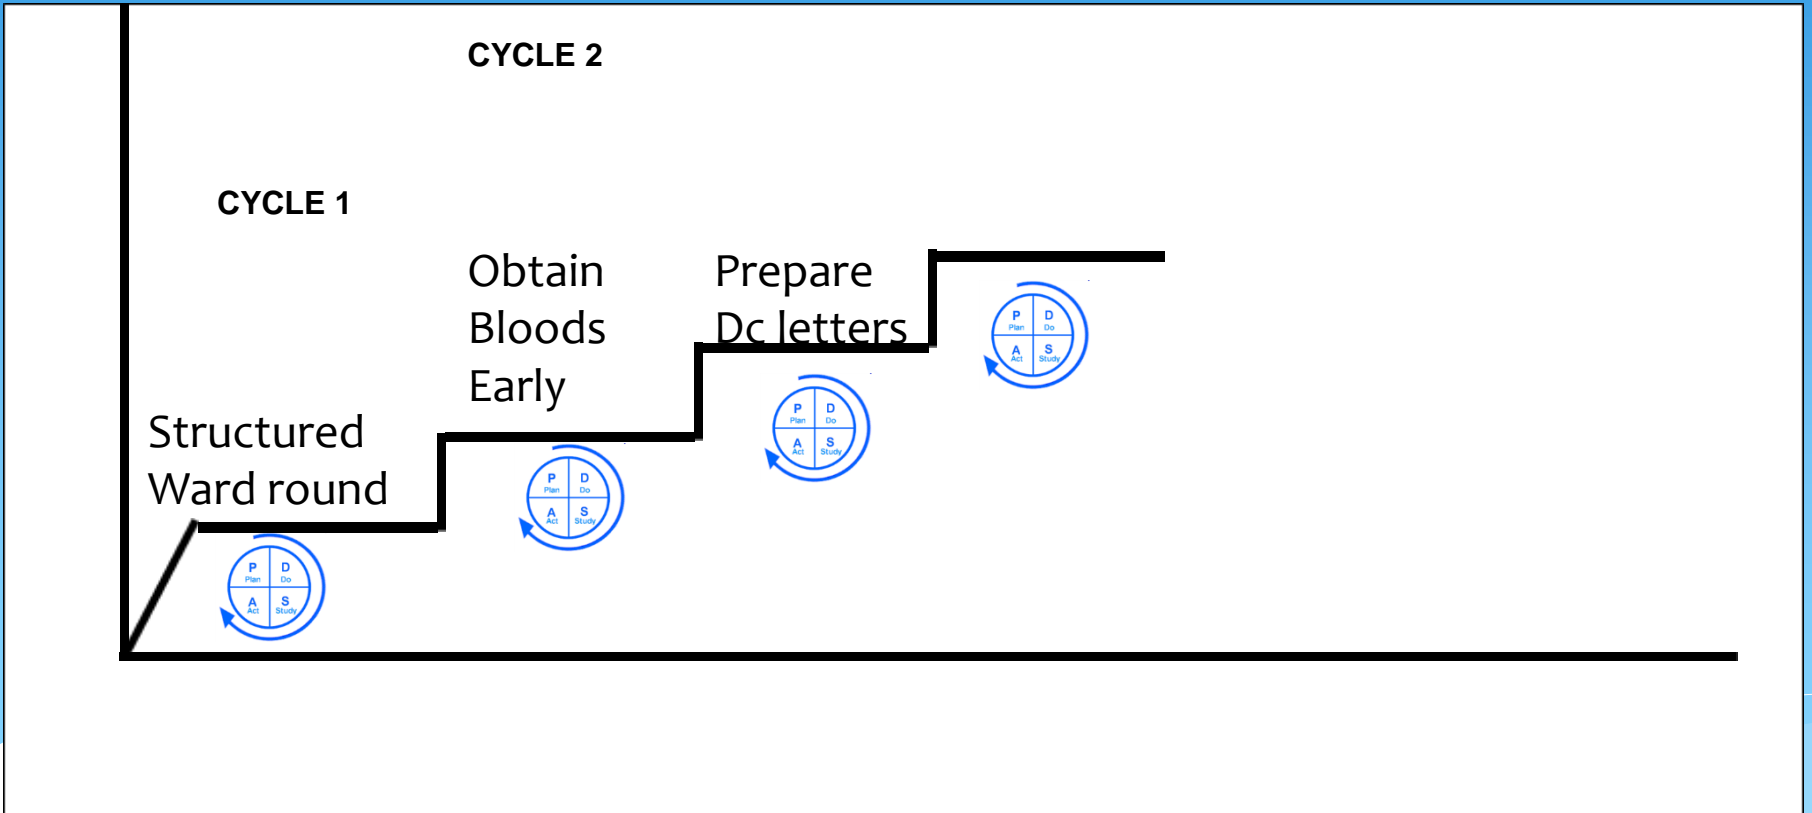 CYCLE 2
CYCLE 1
Obtain
Bloods
Early
Prepare
Dc letters
Structured
Ward round
P D
Plan Do
A S
Act Study
P D
Plan Do
A S
Act Study
P D
Plan Do
A S
Act Study
P D
Plan Do
A S
Act Study